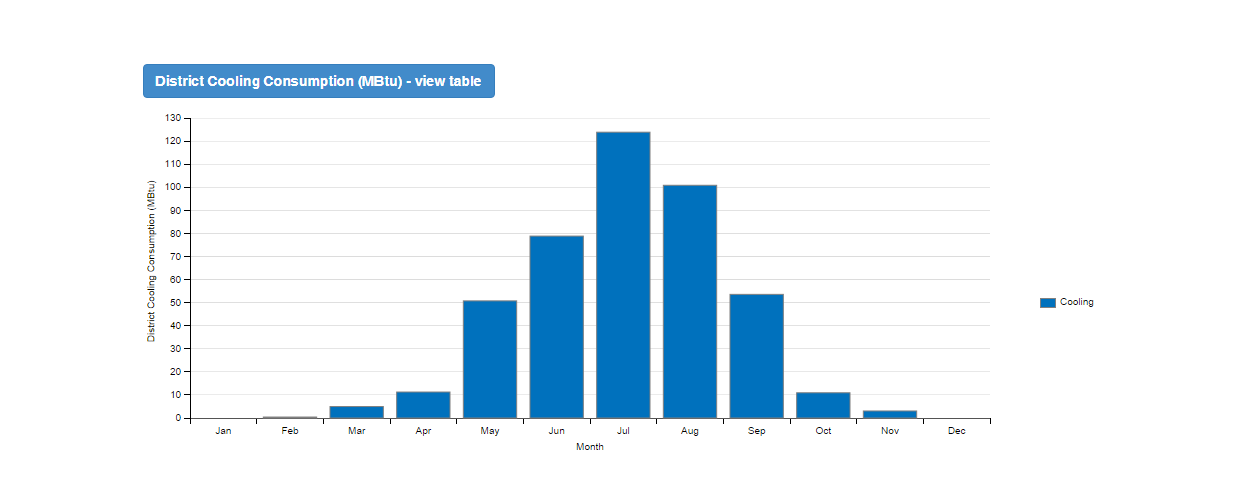 District Cooling Consumption (MBtu) - view table
130
120
110
100
90
80
70
60
50
40
30
20
10
0
District Cooling Consumption (MBtu)
Jan Feb Mar Apr May Jun Jul Aug Sep Oct Nov Dec
Month
Cooling